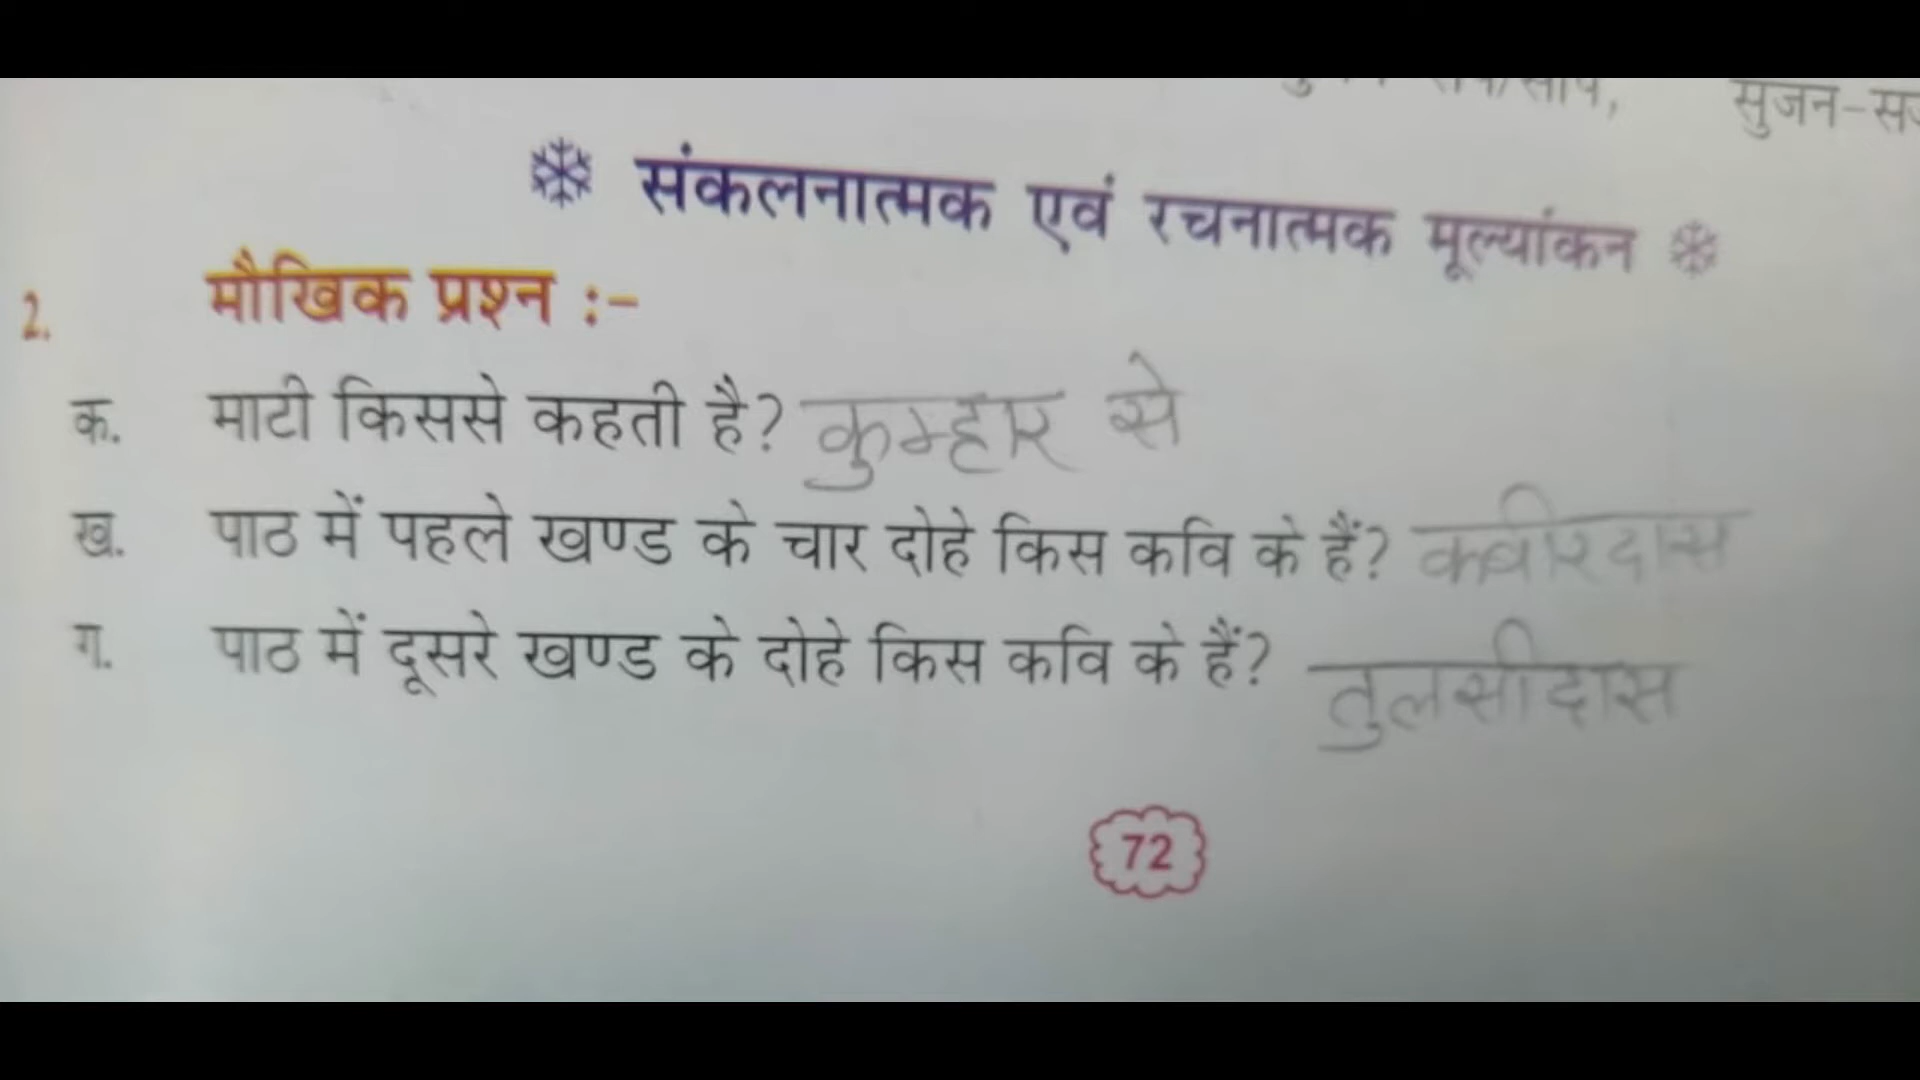 सुजन-
❄ संकलनात्मक एवं रचनात्मक मूल्यांकन ❄
2. मौखिक प्रश्न :-
क. माटी किससे कहती है? कुम्हार से
ख. पाठ में पहले खण्ड के चार दोहे किस कवि के हैं? कबीरदास
ग. पाठ में दूसरे खण्ड के दोहे किस कवि के हैं? तुलसीदास
72